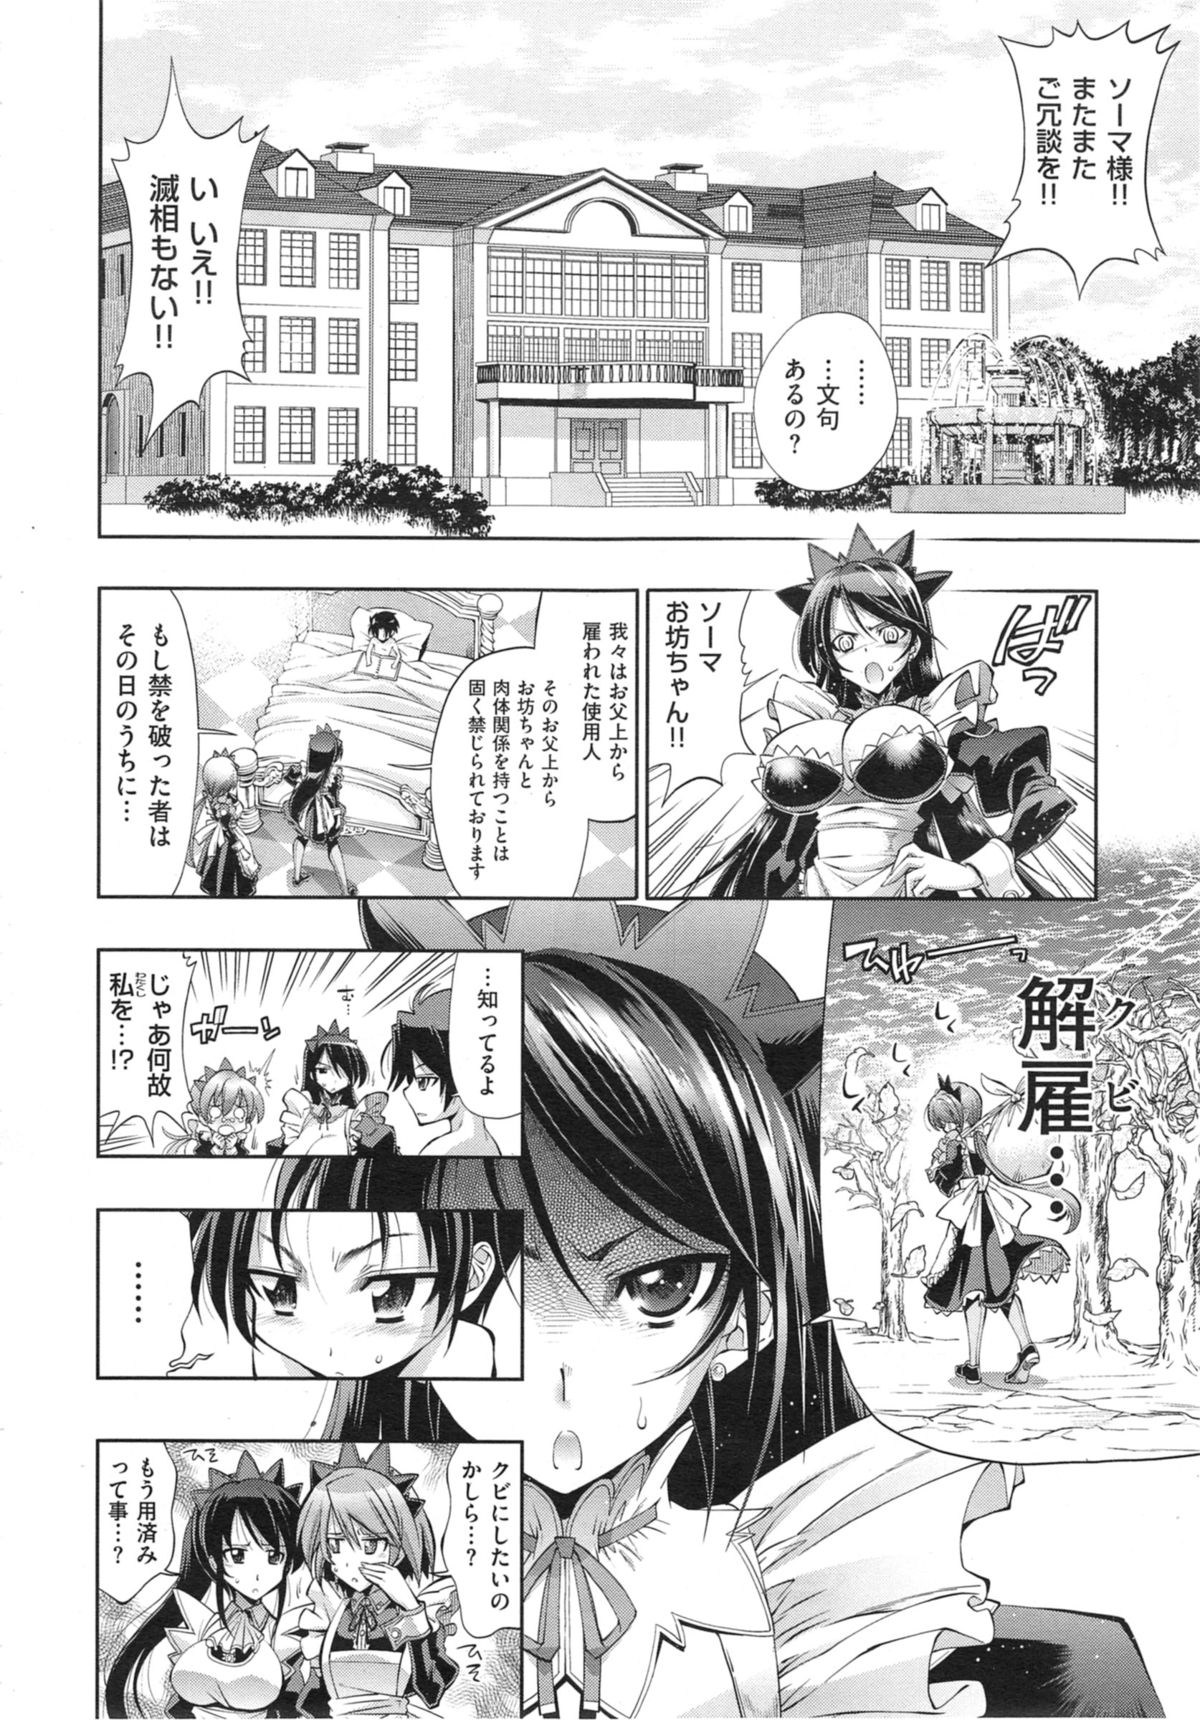 ソーマ様!!
またまた
ご冗談を!!
……
…文句
あるの?
い いえ!!
滅相もない!!
ばっ
ソーマ
お坊ちゃん!!
我々はお父上から
雇われた使用人
そのお父上から
お坊ちゃんと
肉体関係を持つことは
固く禁じられております
もし禁を破った者は
その日のうちに…
ひゅーっ
クビ
解雇……
…知ってるよ
む…
ガーン
じゃあ何故
わたくし
私を…!?
……
クビにしたいの
かしら…?
ひそ
ひそ
もう用済み
って事…?